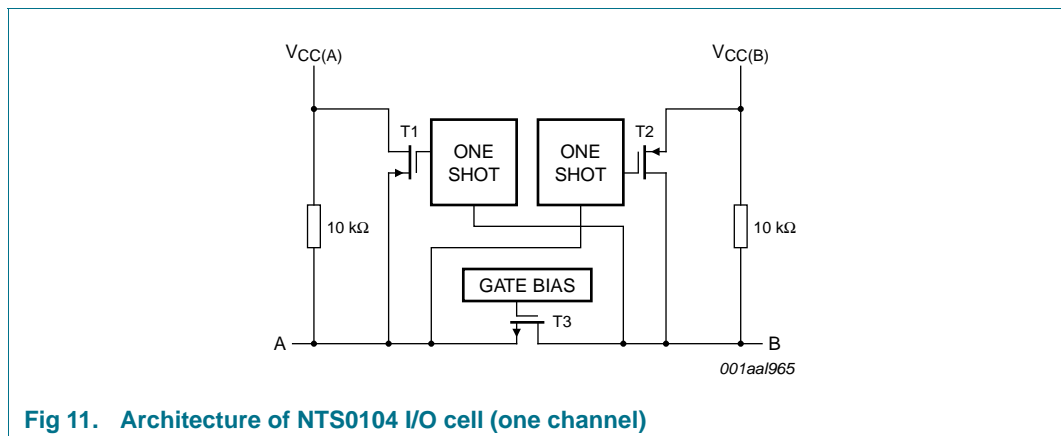 VCC(A)
VCC(B)
T1
ONE
SHOT
ONE
SHOT
T2
10 kΩ
10 kΩ
GATE BIAS
T3
A
B
001aal965
Fig 11. Architecture of NTS0104 I/O cell (one channel)